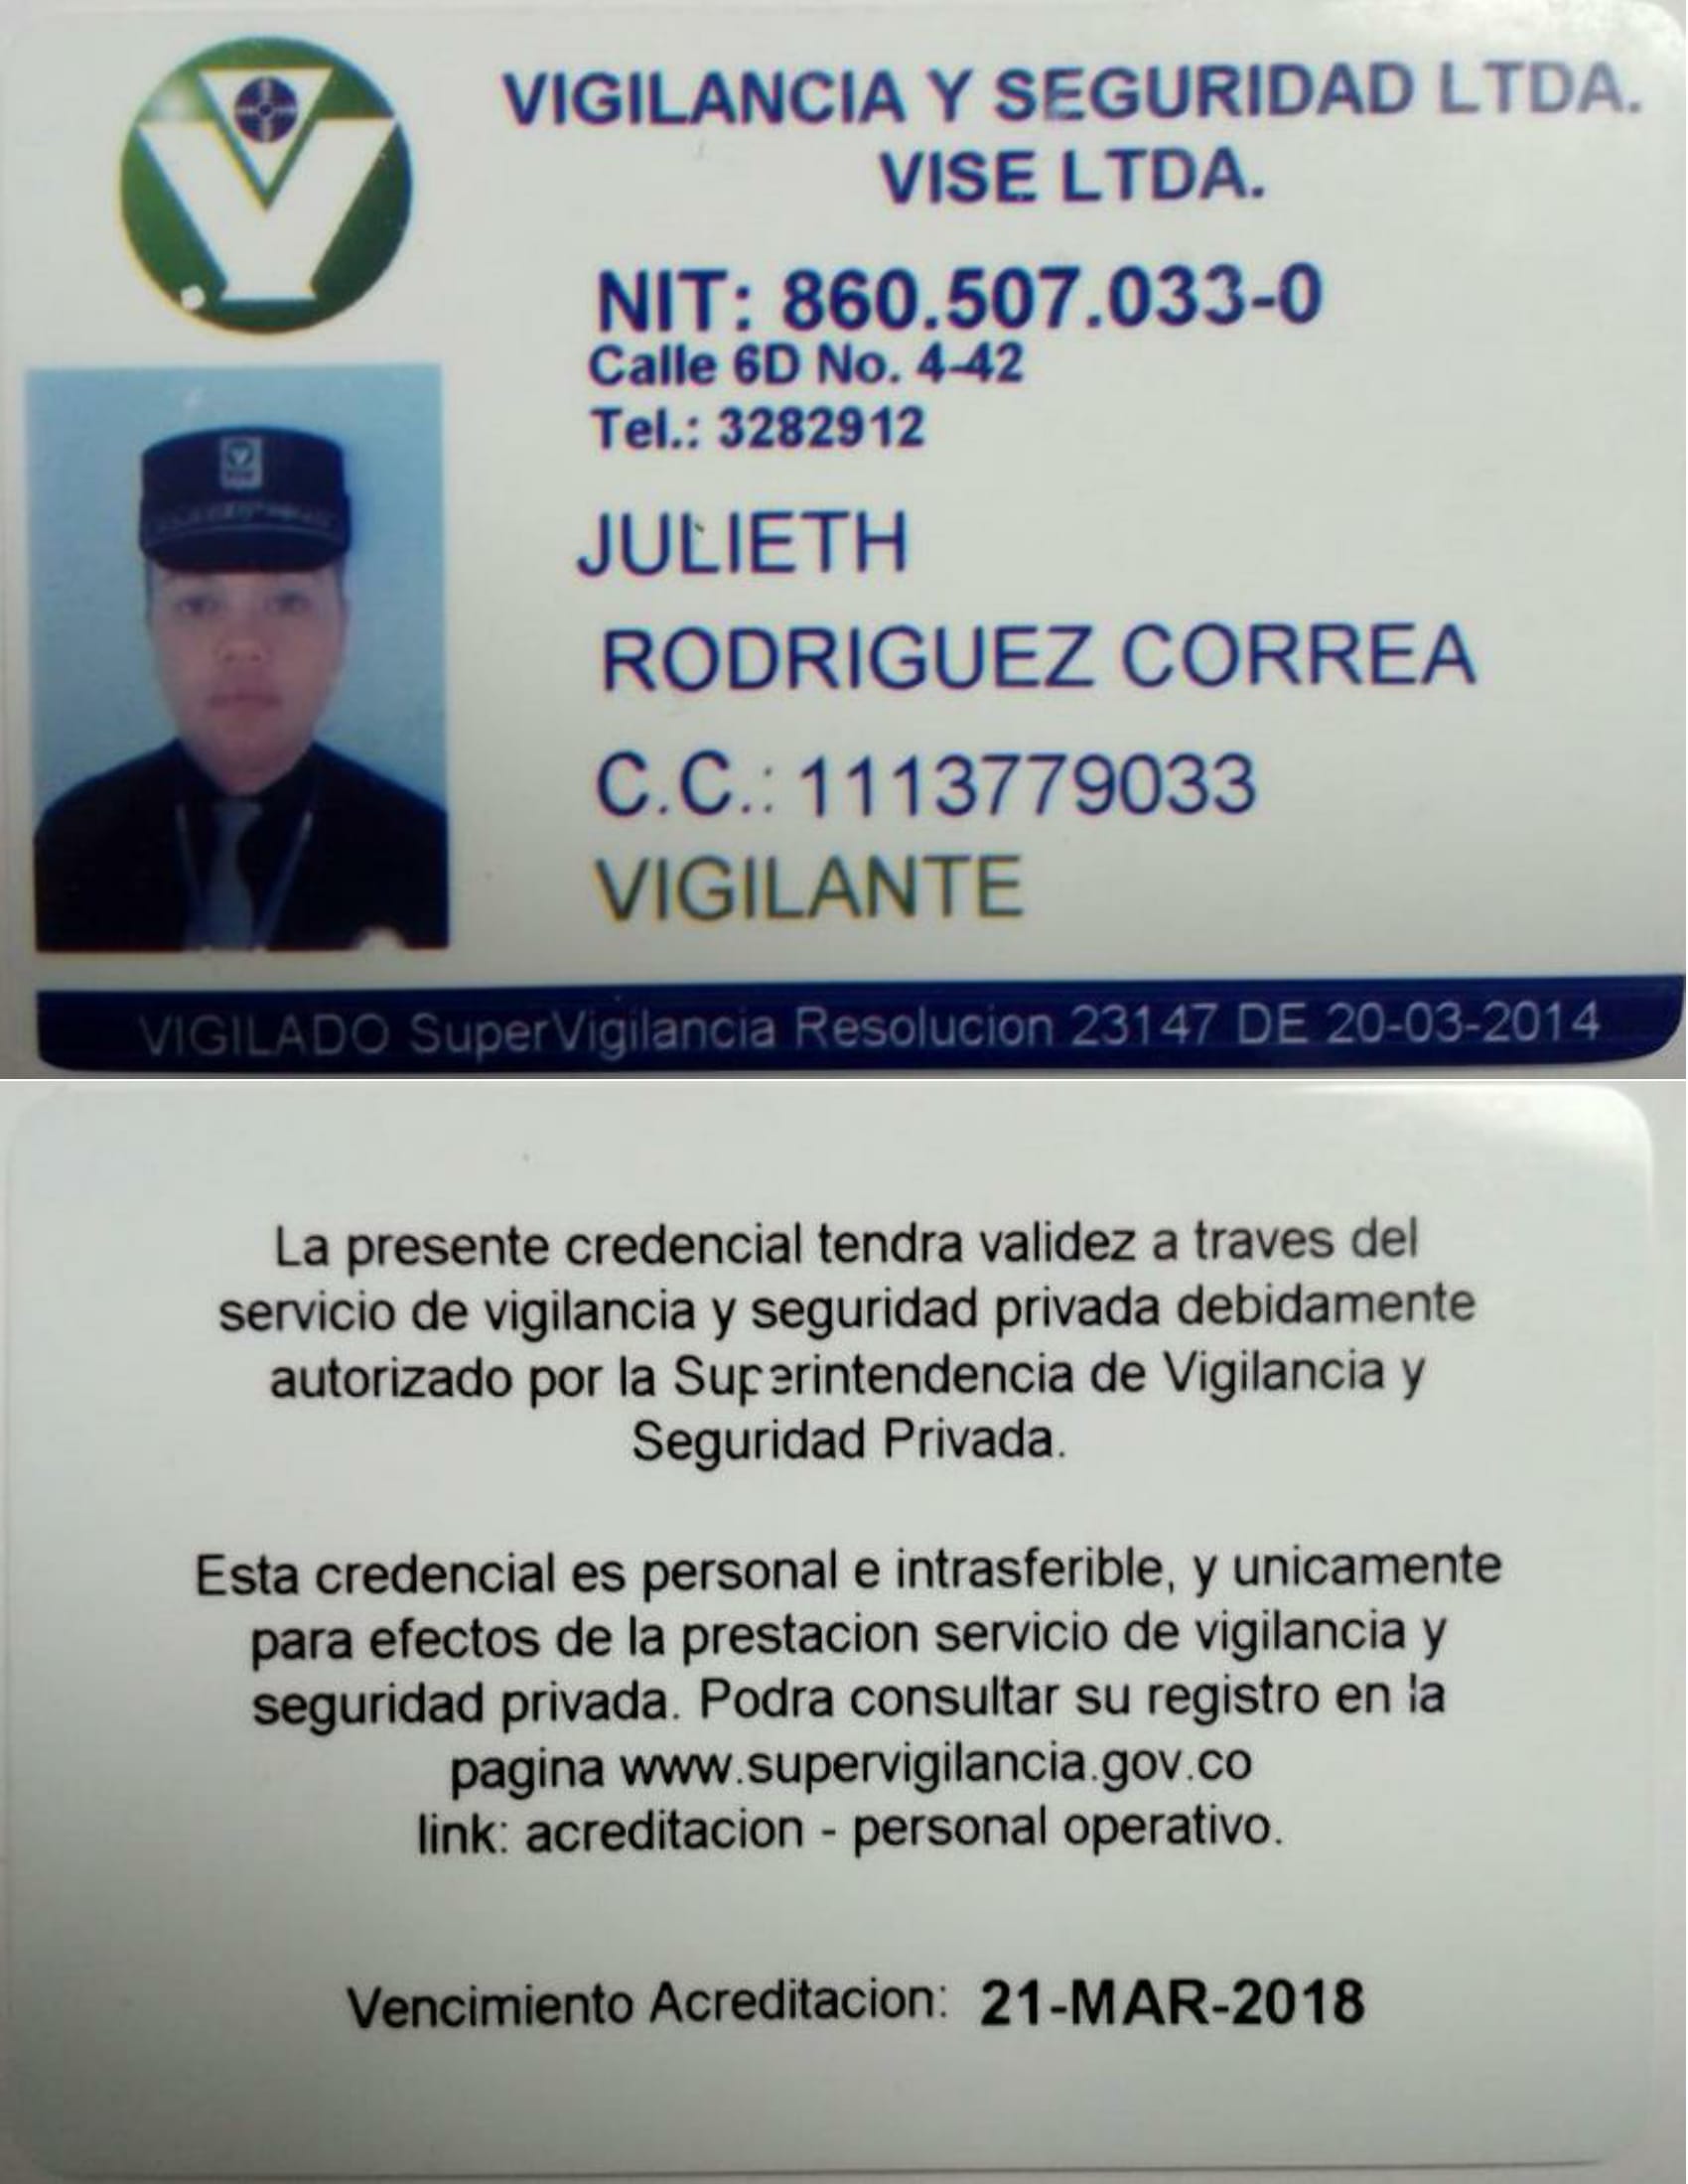 VIGILANCIA Y SEGURIDAD LTDA.
VISE LTDA.
NIT: 860.507.033-0
Calle 6D No. 4-42
Tel.: 3282912
JULIETH
RODRIGUEZ CORREA
C.C.: 1113779033
VIGILANTE
VIGILADO SuperVigilancia Resolucion 23147 DE 20-03-2014
La presente credencial tendra validez a traves del
servicio de vigilancia y seguridad privada debidamente
autorizado por la Superintendencia de Vigilancia y
Seguridad Privada.
Esta credencial es personal e intrasferible, y unicamente
para efectos de la prestacion servicio de vigilancia y
seguridad privada. Podra consultar su registro en la
pagina www.supervigilancia.gov.co
link: acreditacion - personal operativo.
Vencimiento Acreditacion: 21-MAR-2018